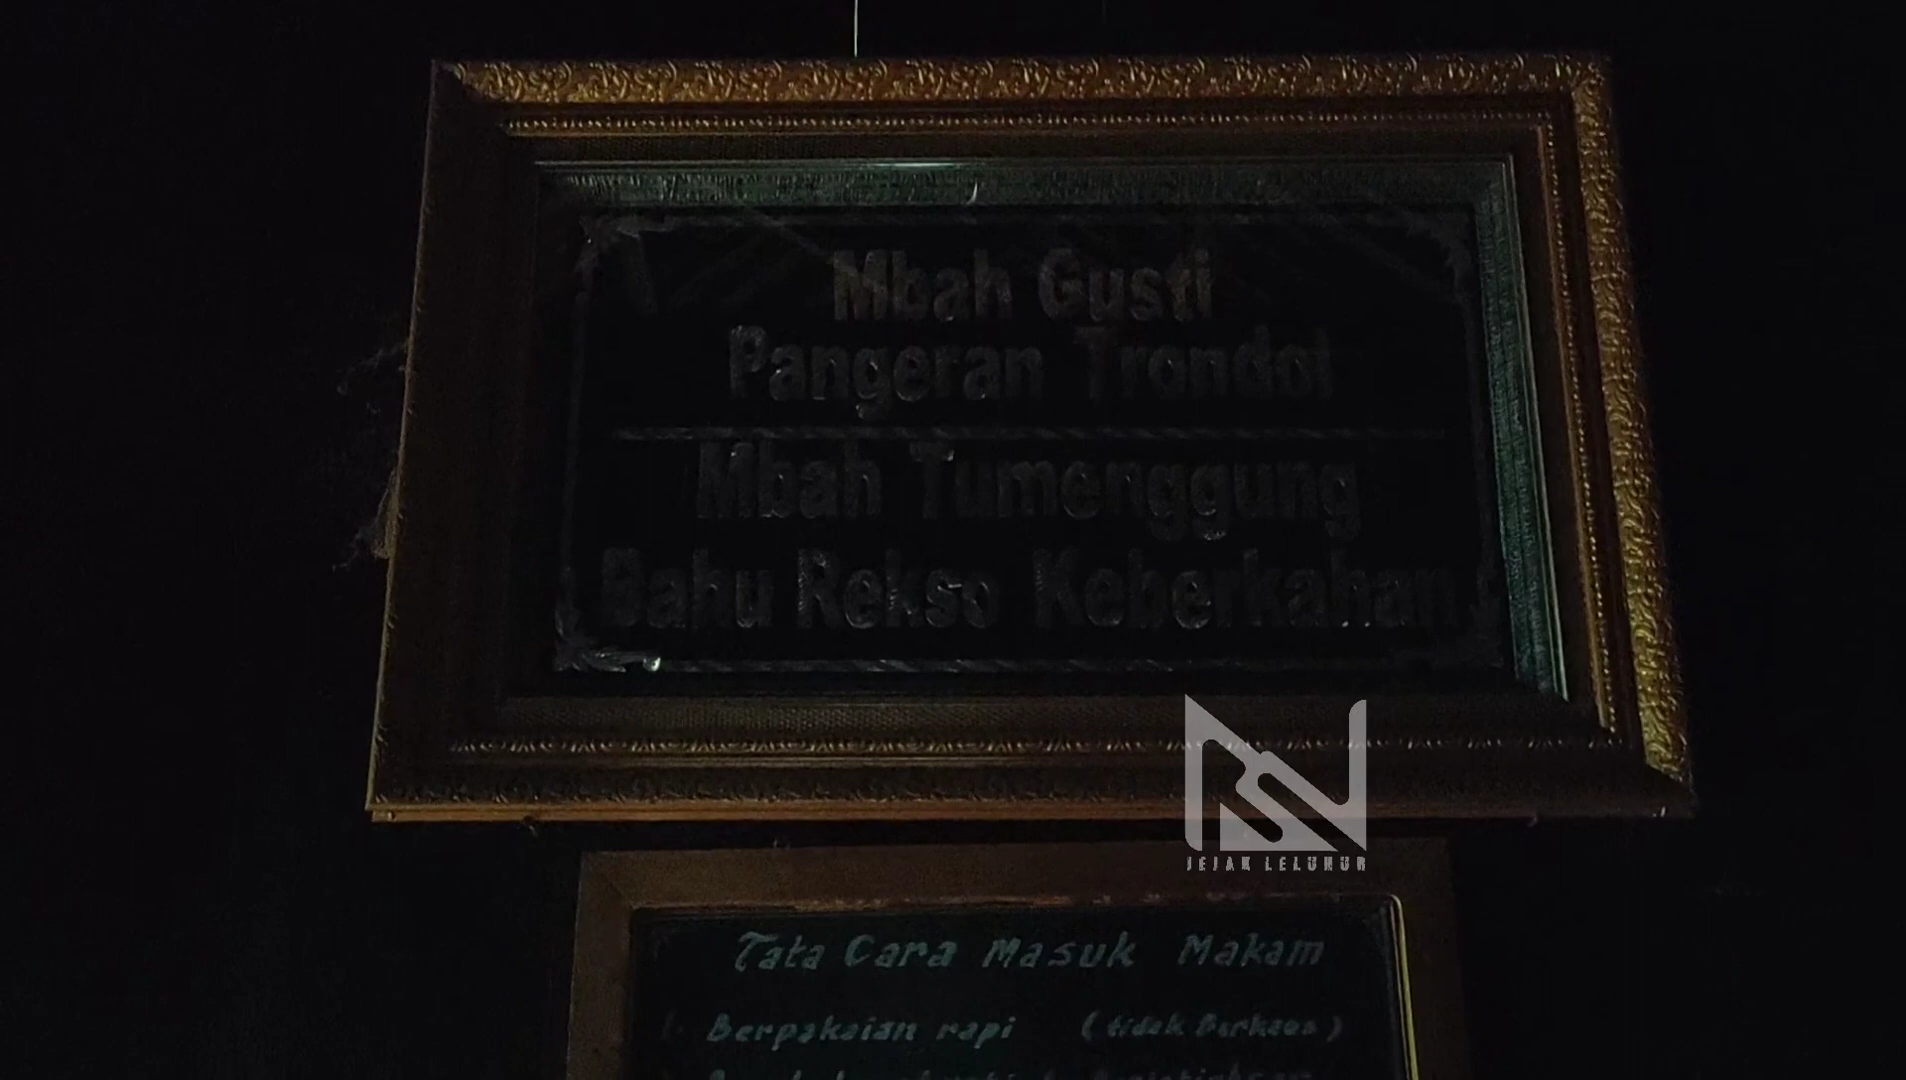 Mbah Gusti
Pangeran Trondol
Mbah Tumenggung
Bahu Rekso Keberkahan
JEJAK LELUHUR
Tata Cara Masuk Makam
1. Berpakaian rapi (tidak Berkaos)